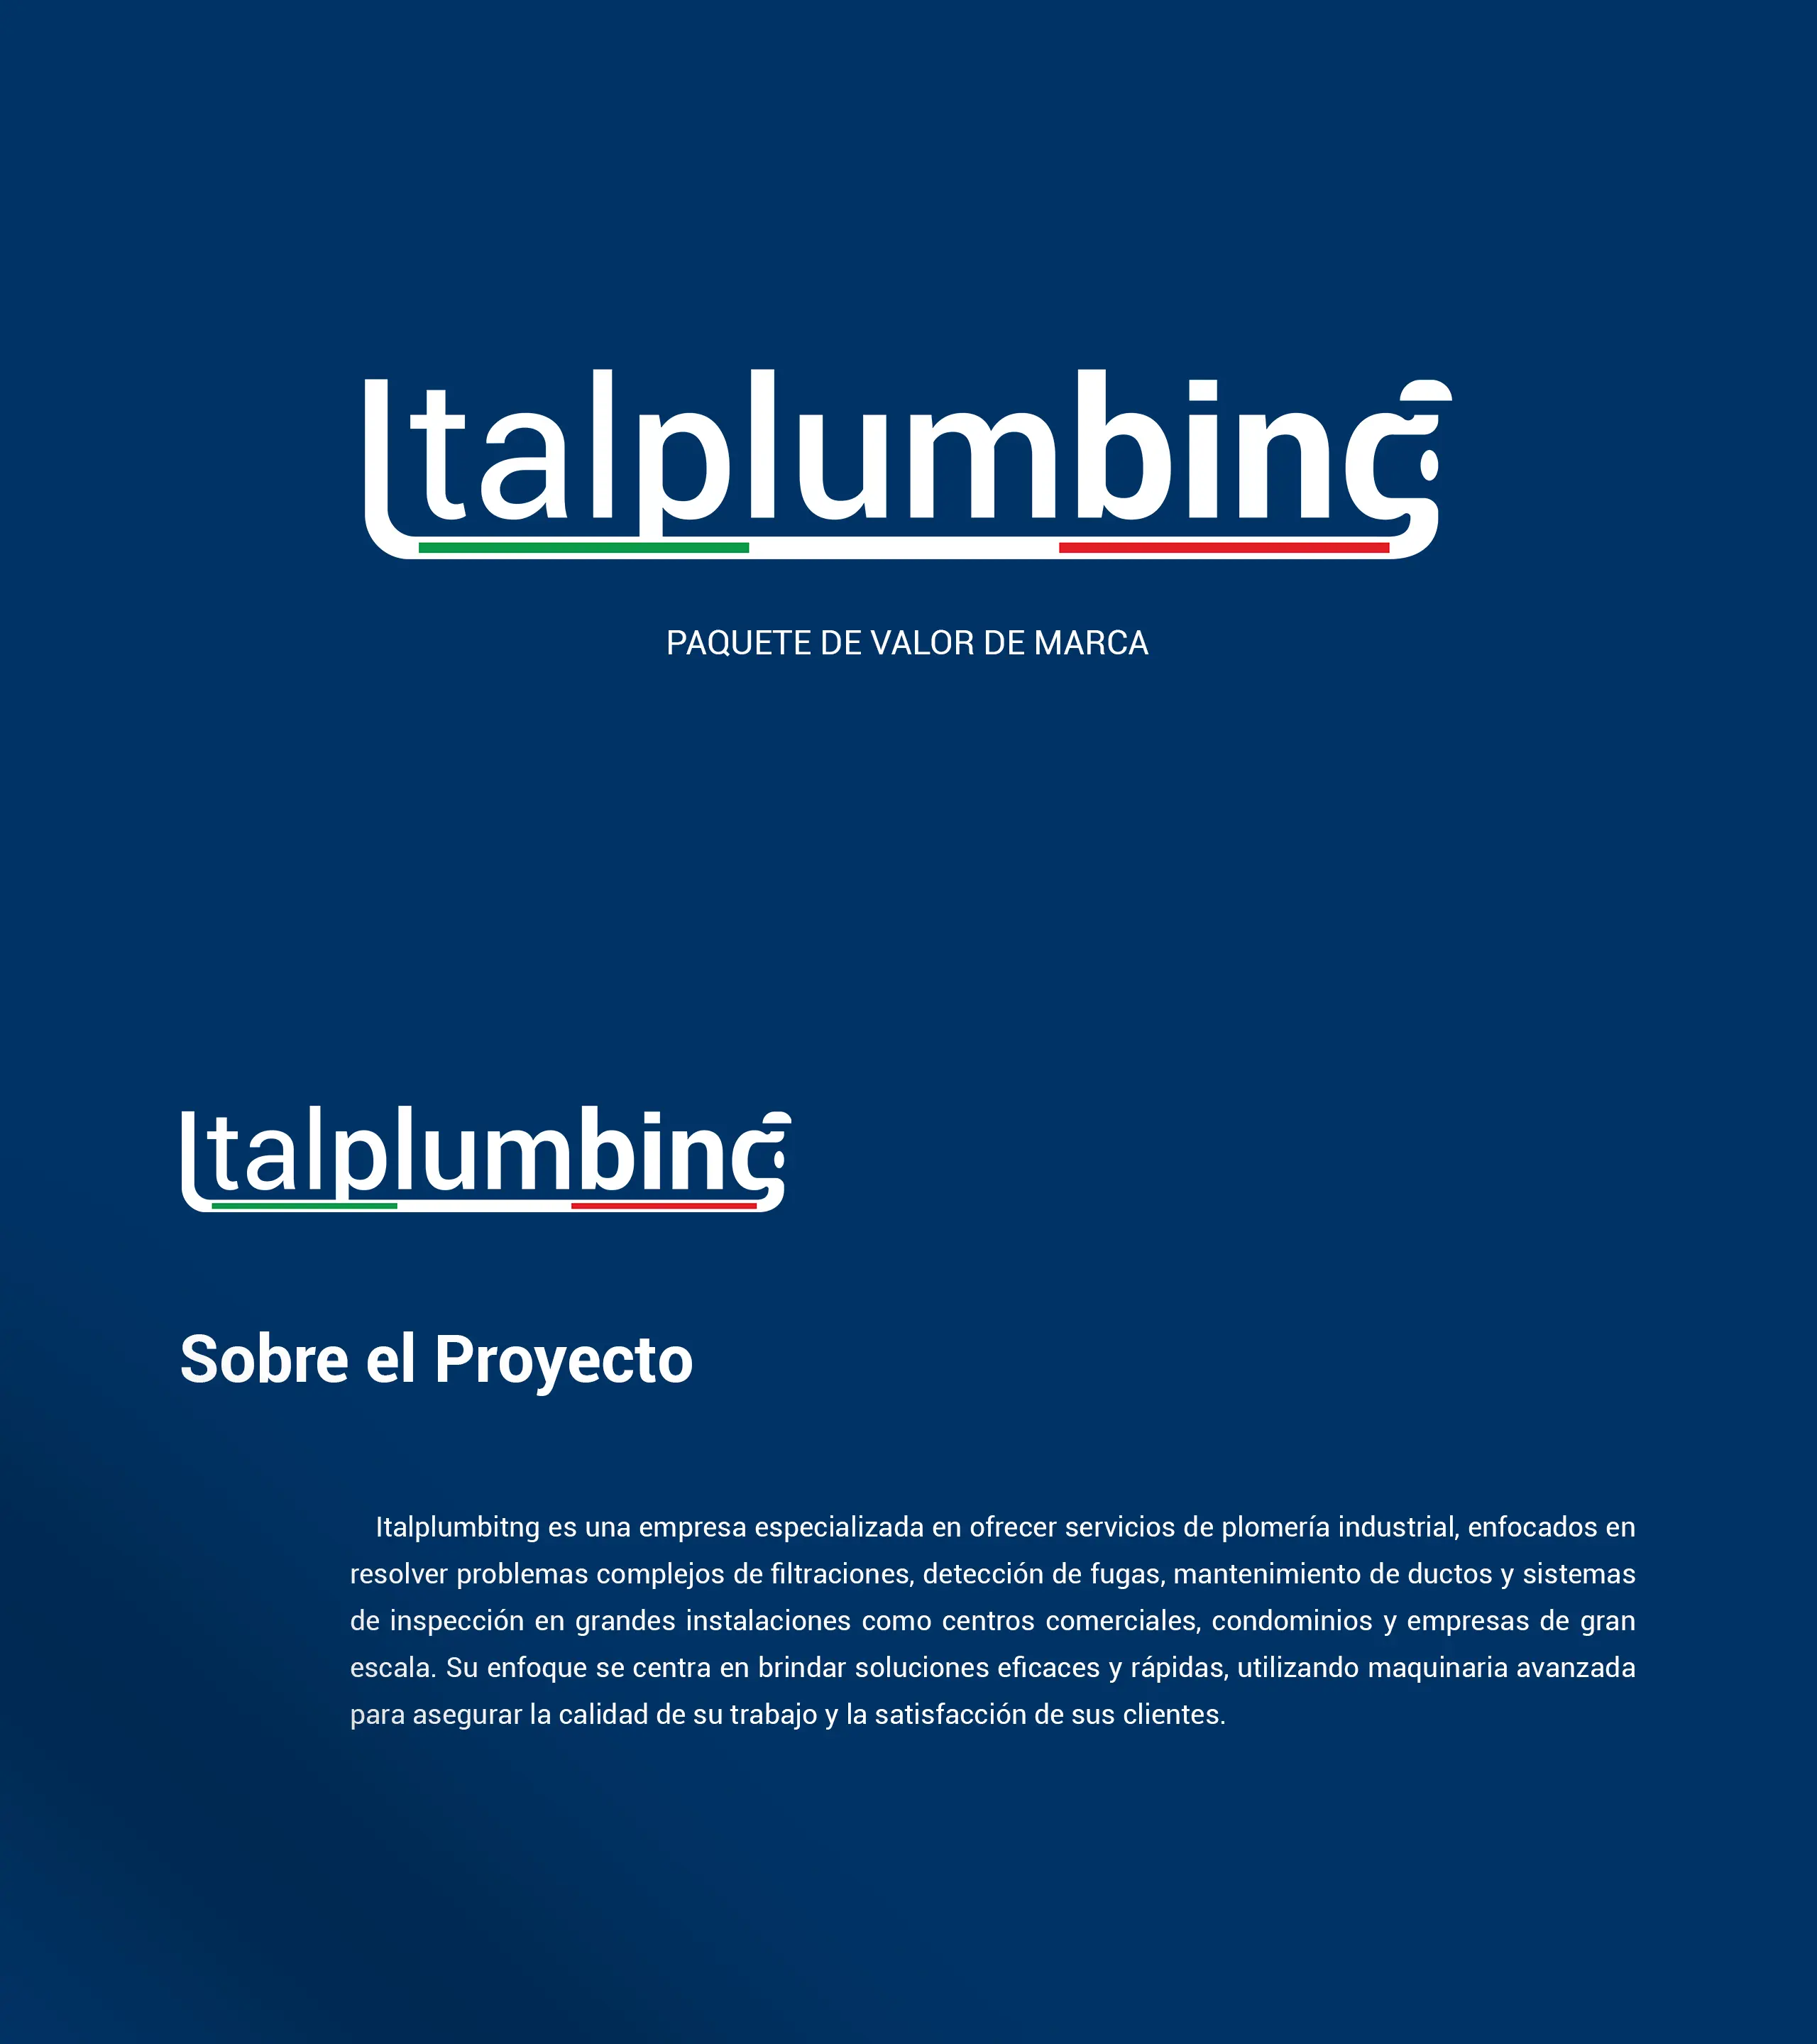 Italplumbing
PAQUETE DE VALOR DE MARCA
Italplumbing
Sobre el Proyecto
Italplumbitng es una empresa especializada en ofrecer servicios de plomería industrial, enfocados en
resolver problemas complejos de filtraciones, detección de fugas, mantenimiento de ductos y sistemas
de inspección en grandes instalaciones como centros comerciales, condominios y empresas de gran
escala. Su enfoque se centra en brindar soluciones eficaces y rápidas, utilizando maquinaria avanzada
para asegurar la calidad de su trabajo y la satisfacción de sus clientes.